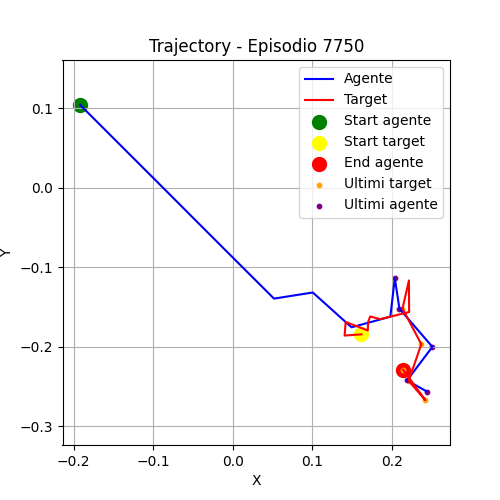 Trajectory - Episodio 7750
Agente
Target
Start agente
Start target
End agente
Ultimi target
Ultimi agente
0.1
0.0
−0.1
−0.2
−0.3
Y
−0.2
−0.1
0.0
0.1
0.2
X